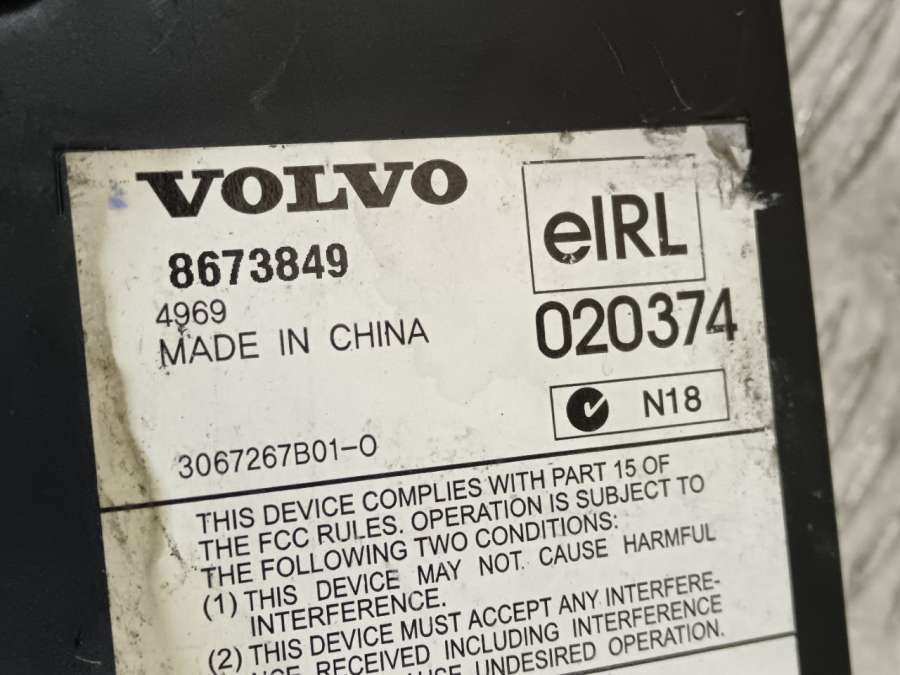 VOLVO
8673849
4969
MADE IN CHINA
eIRL
020374
N18
3067267B01-O
THIS DEVICE COMPLIES WITH PART 15 OF
THE FCC RULES. OPERATION IS SUBJECT TO
THE FOLLOWING TWO CONDITIONS:
(1) THIS DEVICE MAY NOT CAUSE HARMFUL
INTERFERENCE.
(2) THIS DEVICE MUST ACCEPT ANY INTERFERE-
RECEIVED INCLUDING INTERFERENCE
UNDESIRED OPERATION.